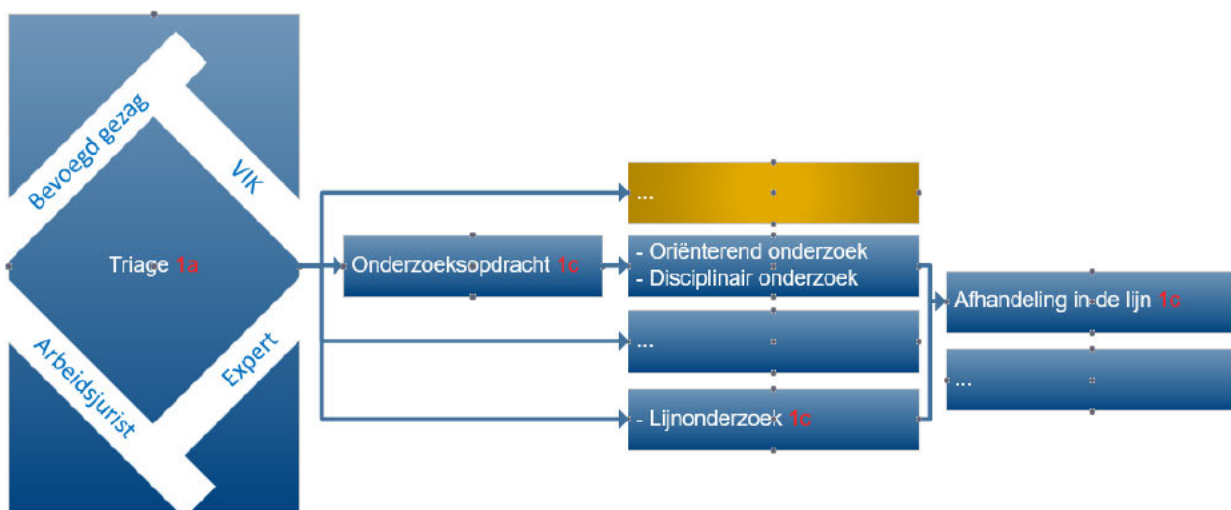 Bevoegd gezag
VIK
Triage 1a
Arbeidsjurist
Expert
Onderzoeksopdracht 1c
...
- Oriënterend onderzoek
- Disciplinair onderzoek
...
- Lijnonderzoek 1c
Afhandeling in de lijn 1c
...